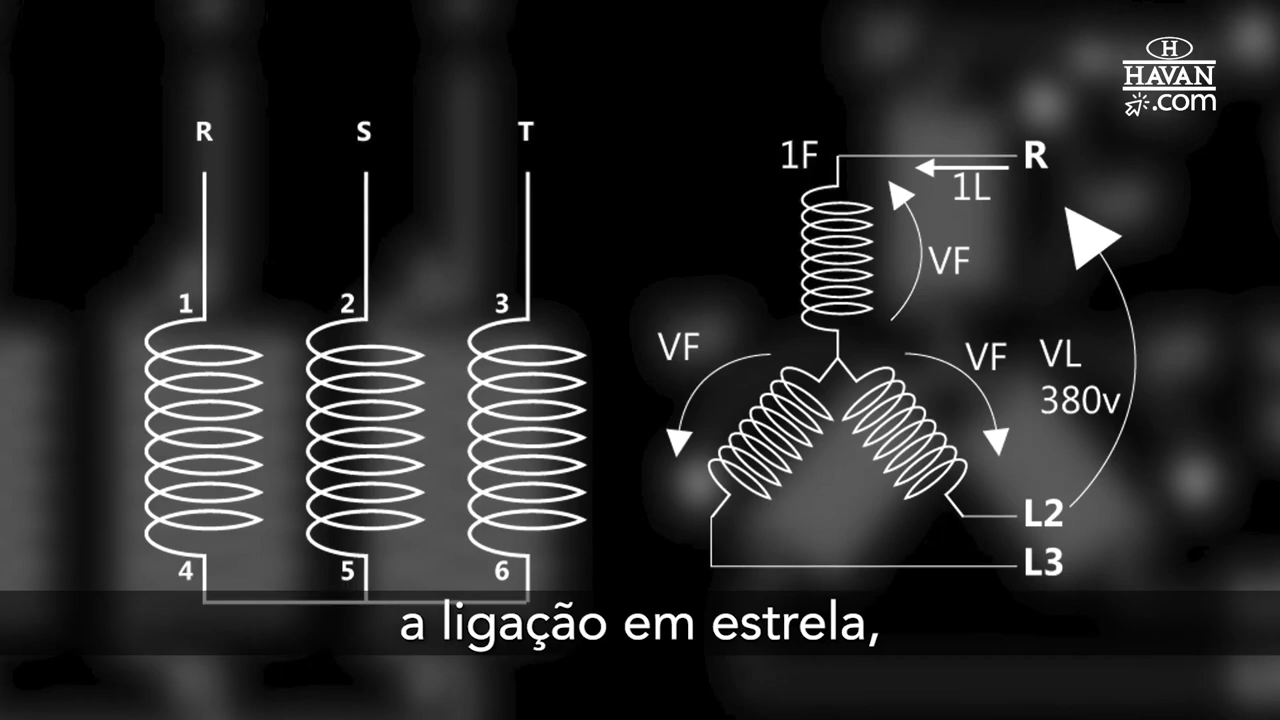 H
HAVAN
.com
R S T
1 2 3
4 5 6
1F
R
1L
VF
VF
VF
VL
380v
L2
L3
a ligação em estrela,